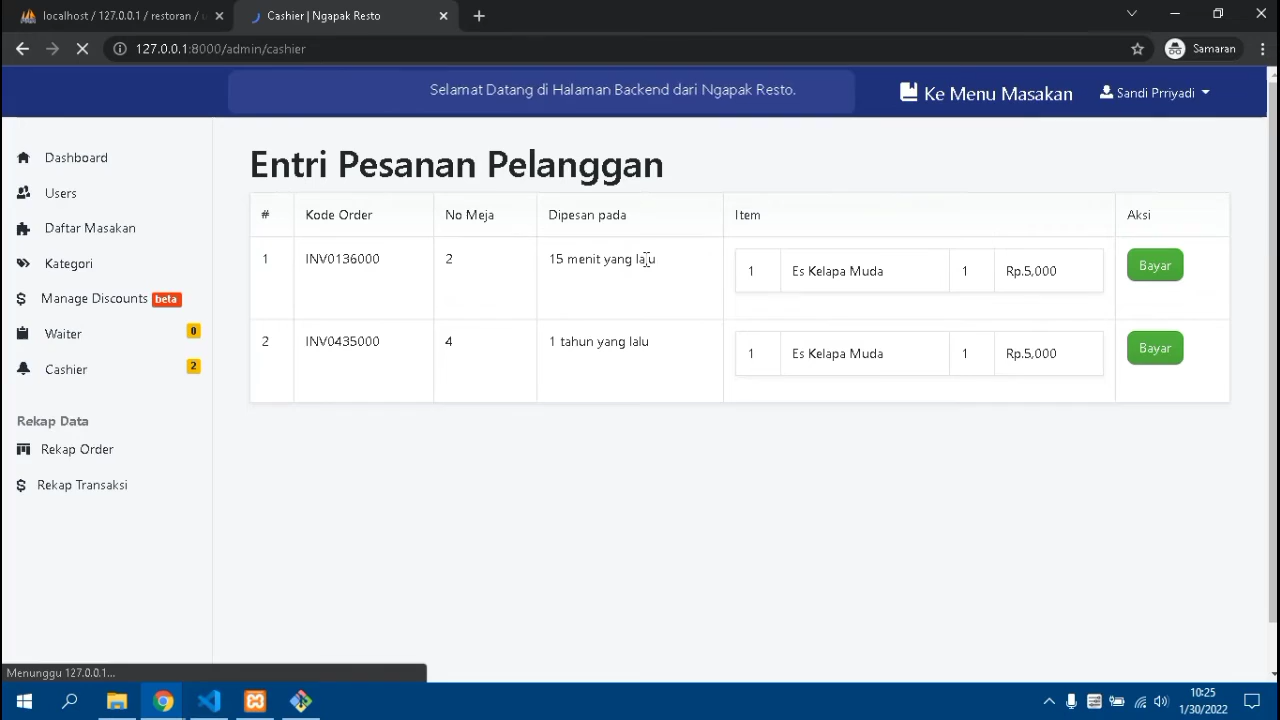 localhost / 127.0.0.1 / restoran / u
Cashier | Ngapak Resto
127.0.0.1:8000/admin/cashier
Samaran
Selamat Datang di Halaman Backend dari Ngapak Resto.
Ke Menu Masakan
Sandi Prriyadi
Dashboard
Users
Daftar Masakan
Kategori
Manage Discounts beta
Waiter 0
Cashier 2
Rekap Data
Rekap Order
Rekap Transaksi
Entri Pesanan Pelanggan
# Kode Order No Meja Dipesan pada Item Aksi
1 INV0136000 2 15 menit yang lalu 1 Es Kelapa Muda 1 Rp.5,000 Bayar
2 INV0435000 4 1 tahun yang lalu 1 Es Kelapa Muda 1 Rp.5,000 Bayar
Menunggu 127.0.0.1...
10:25
1/30/2022